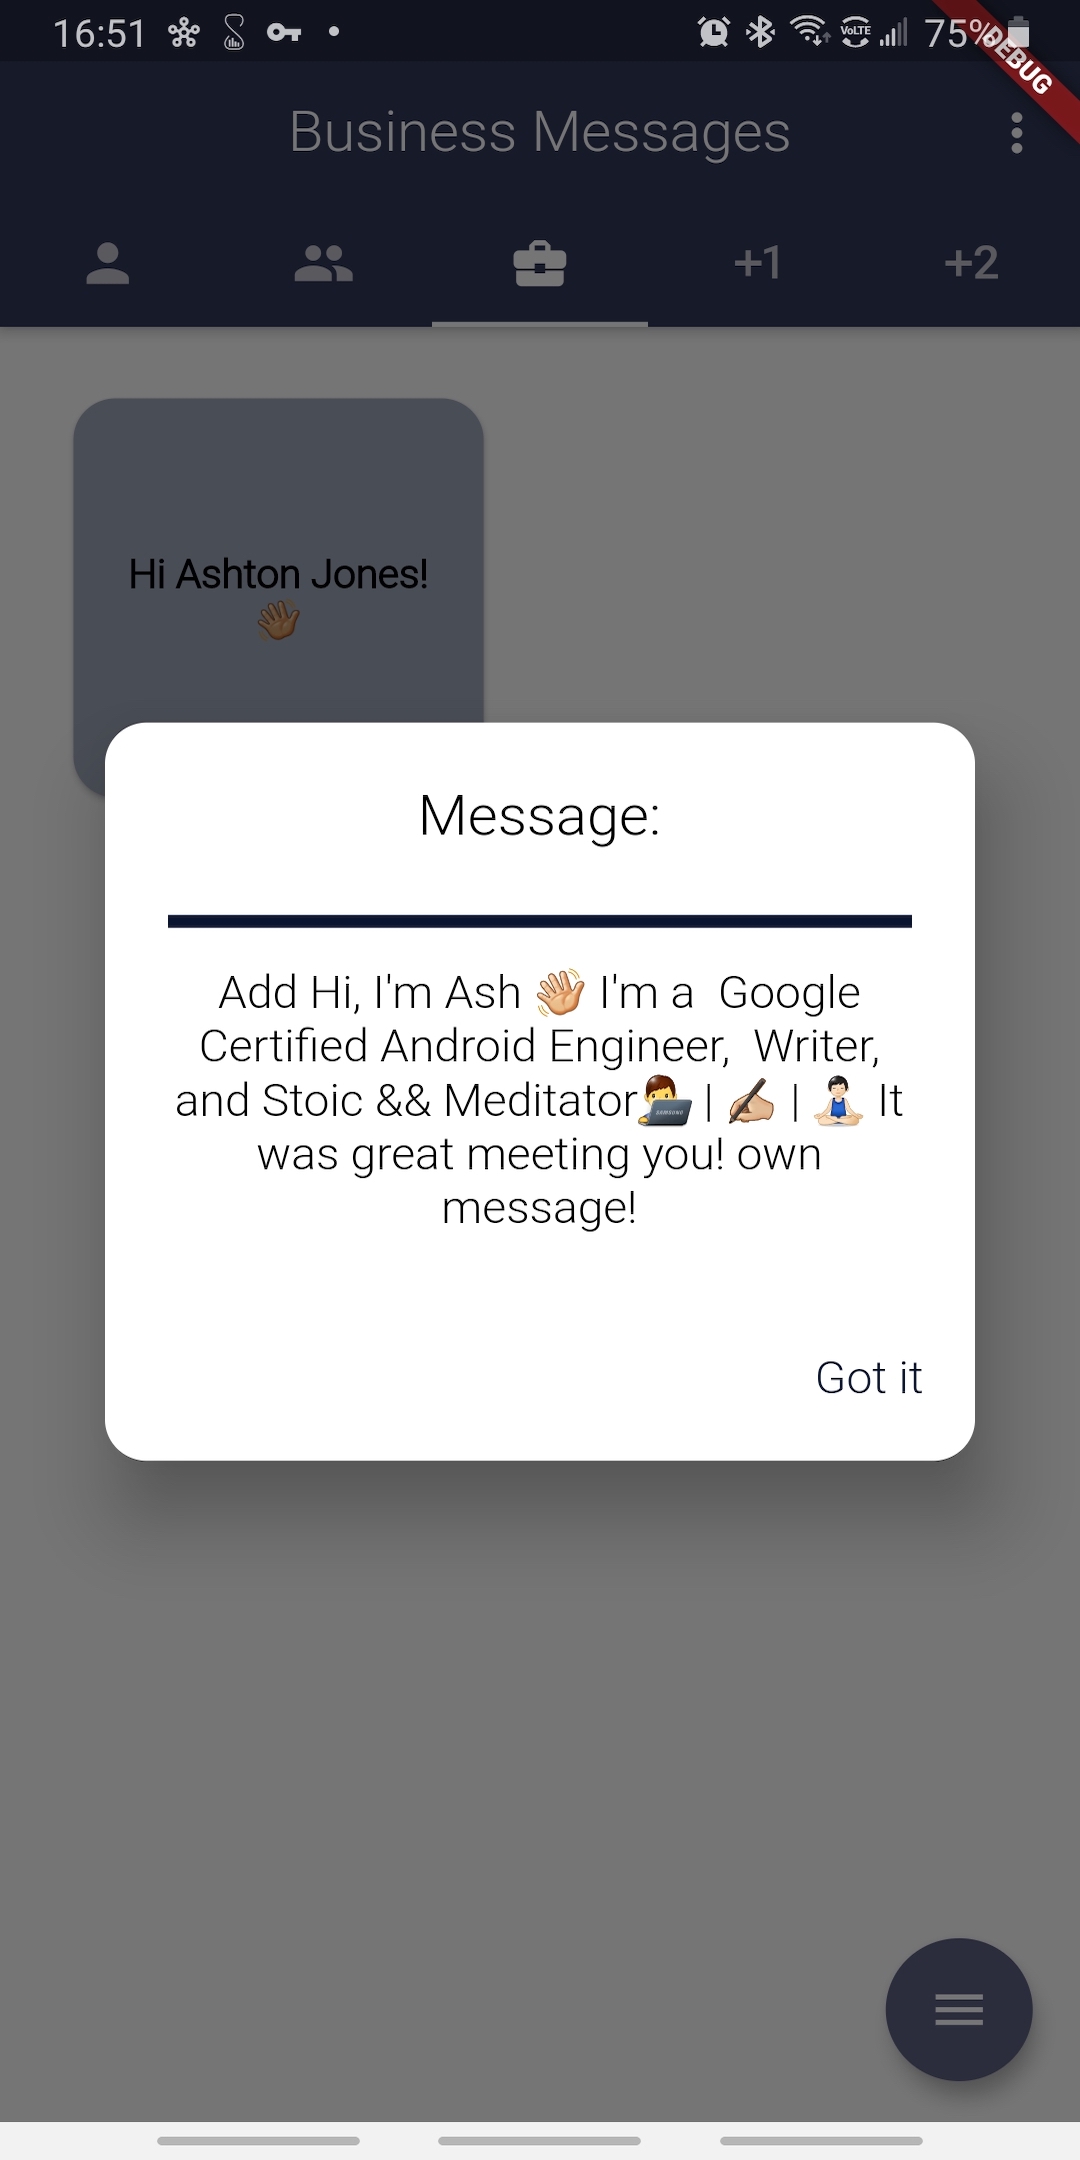 16:51
VoLTE
75%
DEBUG
Business Messages
+1
+2
Hi Ashton Jones!
👋🏼
Message:
Add Hi, I'm Ash 👋🏼 I'm a  Google
Certified Android Engineer,  Writer,
and Stoic && Meditator👨🏻‍💻 | ✍🏼 | 🧘🏻‍♂️ It
was great meeting you! own
message!
Got it